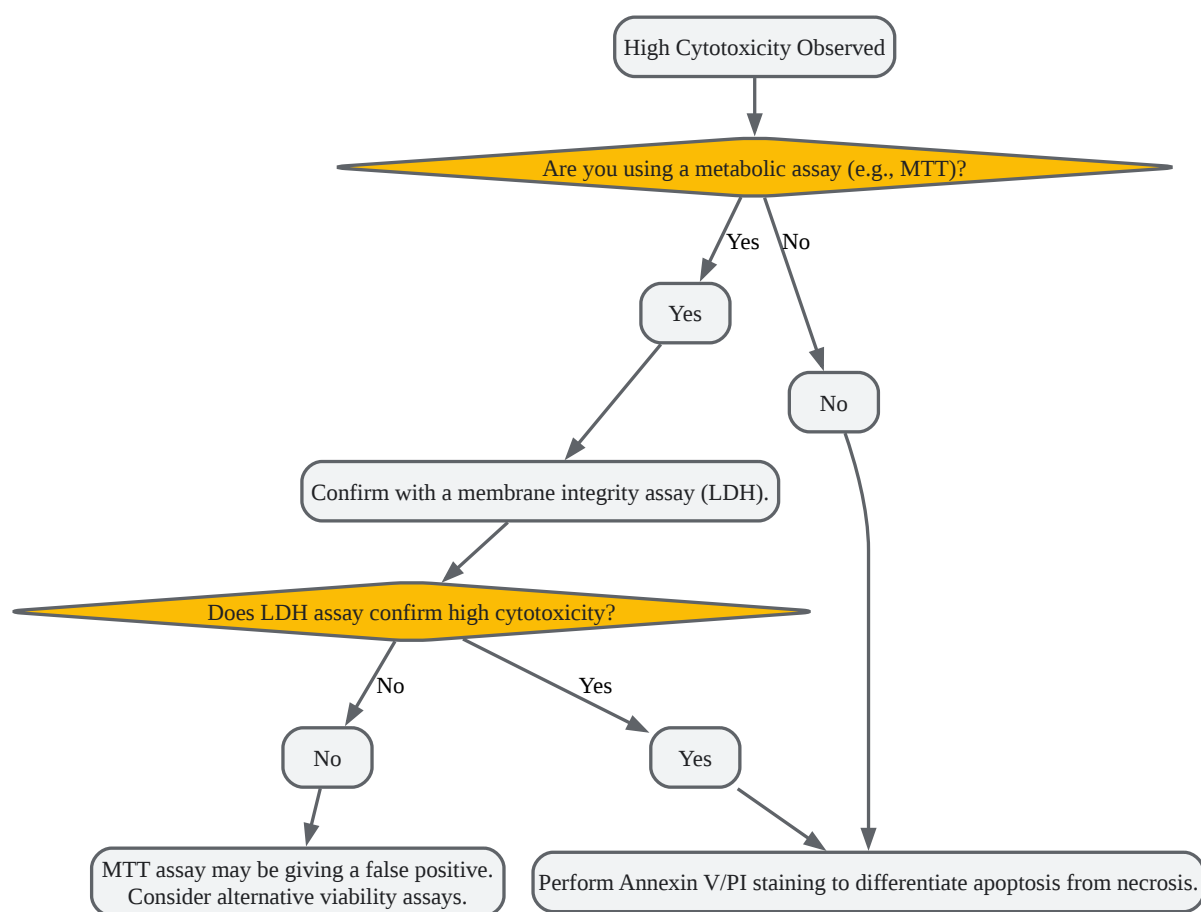 High Cytotoxicity Observed
Are you using a metabolic assay (e.g., MTT)?
Yes
No
Yes
No
Confirm with a membrane integrity assay (LDH).
Does LDH assay confirm high cytotoxicity?
No
Yes
No
Yes
MTT assay may be giving a false positive.
Consider alternative viability assays.
Perform Annexin V/PI staining to differentiate apoptosis from necrosis.